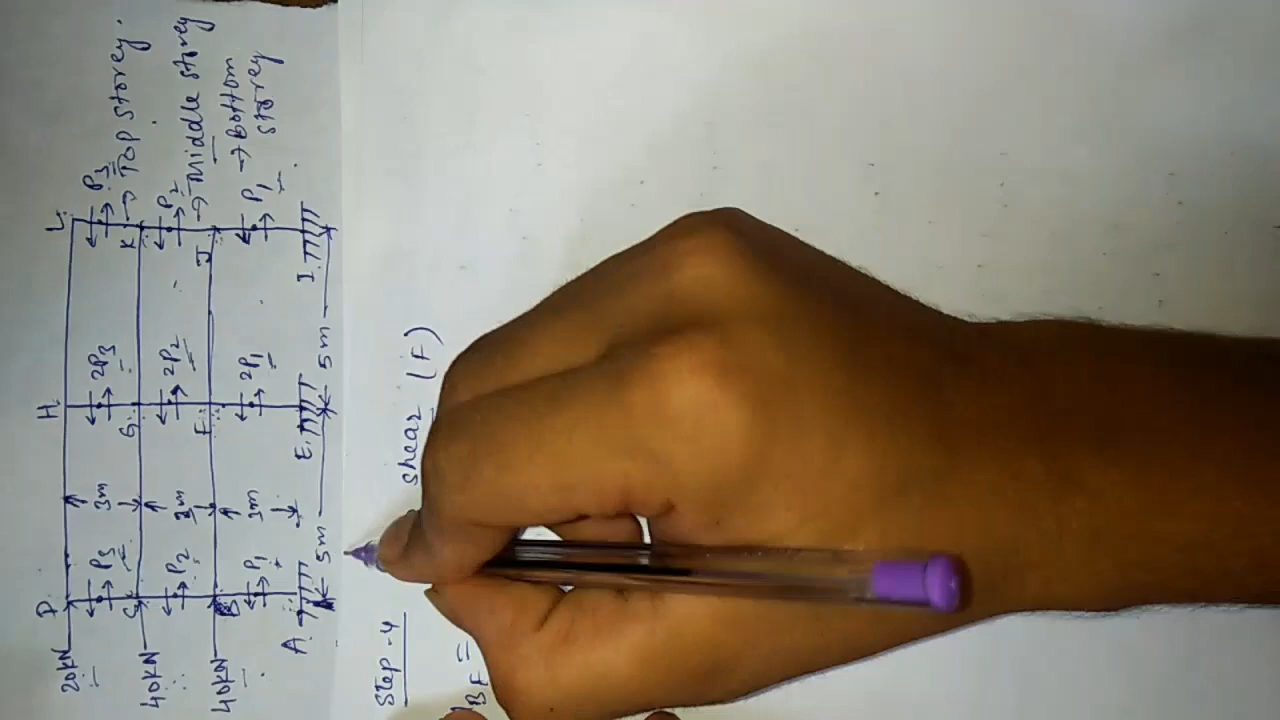 D H L
20KN
P3 2P3 P3
3m → Top storey.
C G K
40KN
P2 2P2 P2
3m → Middle storey
B F J
40KN
P1 2P1 P1 → Bottom
3m storey
A E I
5m 5m
Step-4 shear (F)
BF =